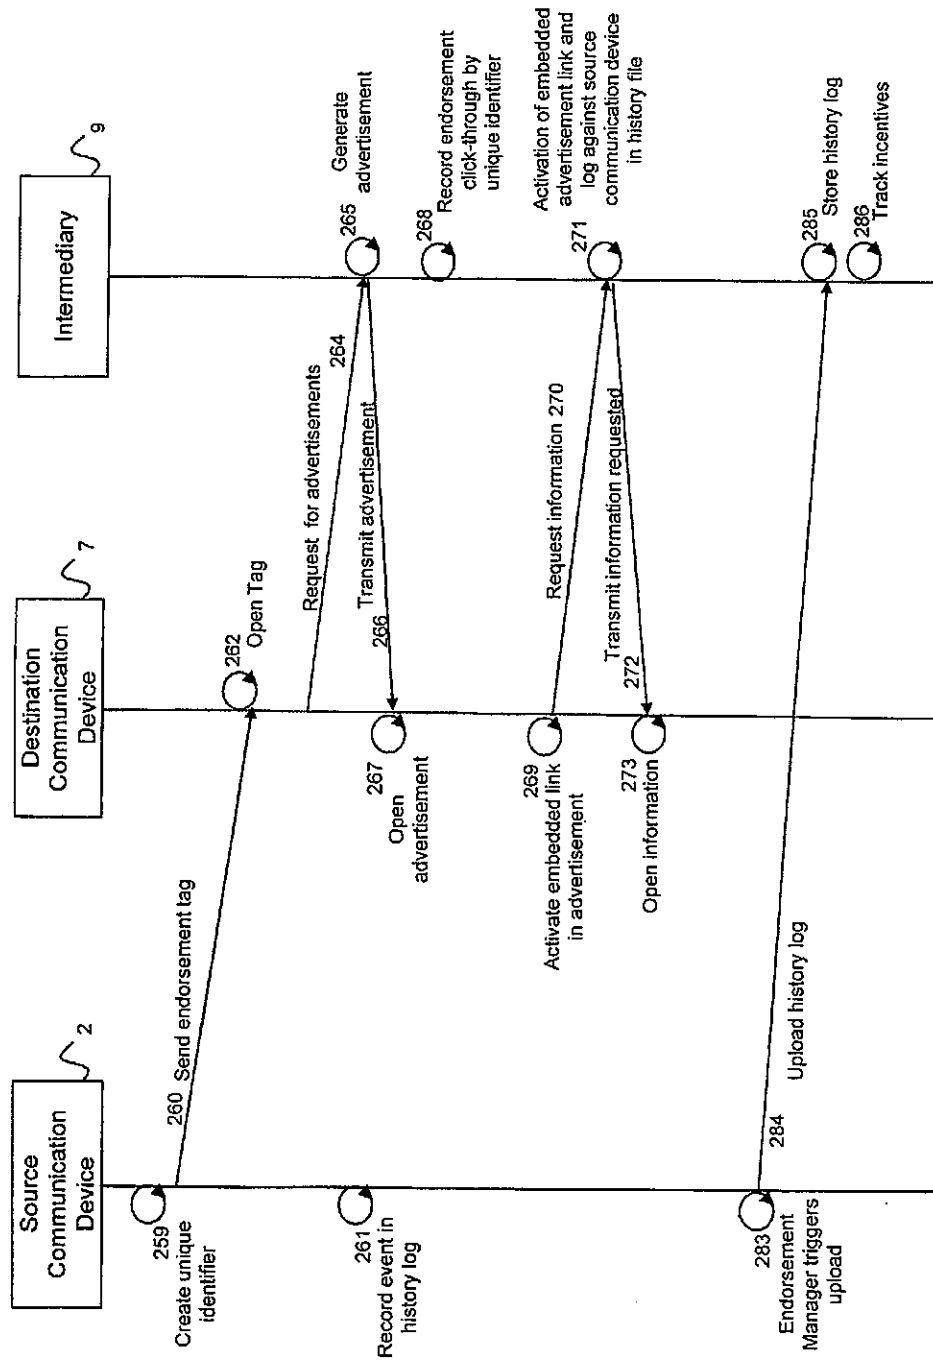 Source
Communication
Device
2
Destination
Communication
Device
7
Intermediary
9
259
Create unique
identifier
260
Send endorsement tag
262
Open Tag
261
Record event in
history log
Request for advertisements
264
265
Generate
advertisement
Transmit advertisement
266
267
Open
advertisement
268
Record endorsement
click-through by
unique identifier
269
Activate embedded link
in advertisement
Request information 270
271
Activation of embedded
advertisement link and
log against source
communication device
in history file
Transmit information requested
272
273
Open information
283
Endorsement
Manager triggers
upload
284
Upload history log
285
Store history log
286
Track incentives